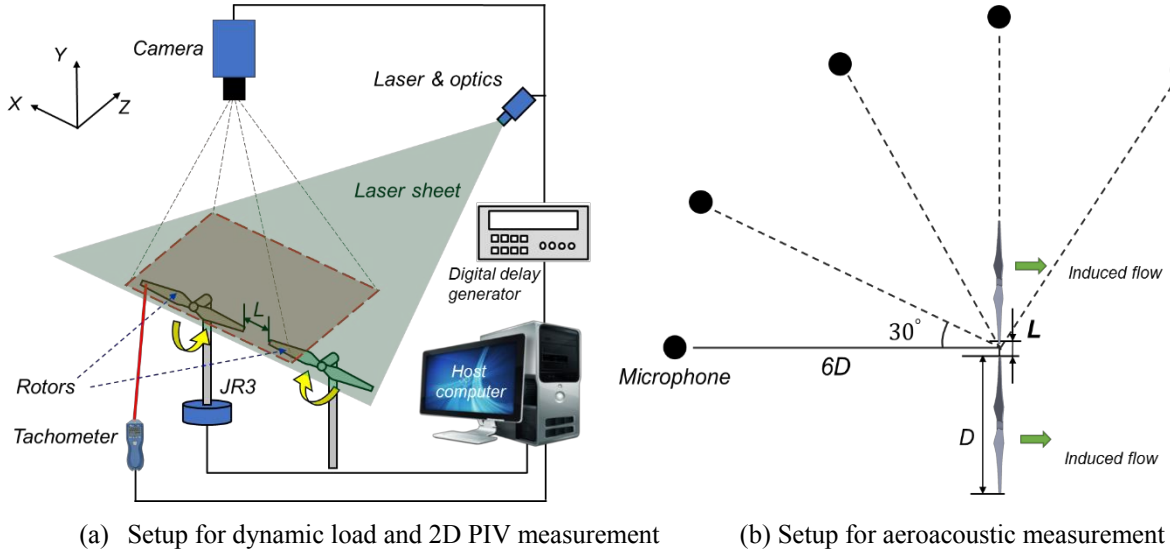 Camera
Y
X
Z
Laser & optics
Laser sheet
Digital delay
generator
L
Rotors
JR3
Host
computer
Tachometer
(a) Setup for dynamic load and 2D PIV measurement
Induced flow
30°
L
6D
Microphone
D
Induced flow
(b) Setup for aeroacoustic measurement